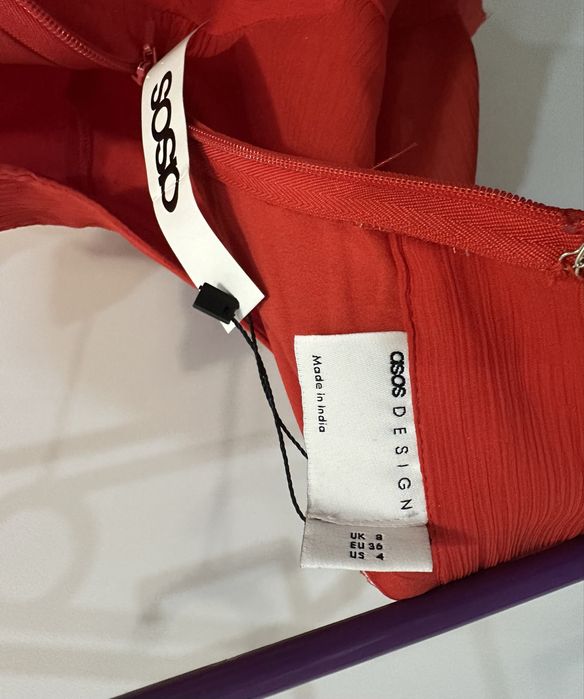 asos
asos DESIGN
Made in India
UK 8
EU 36
US 4